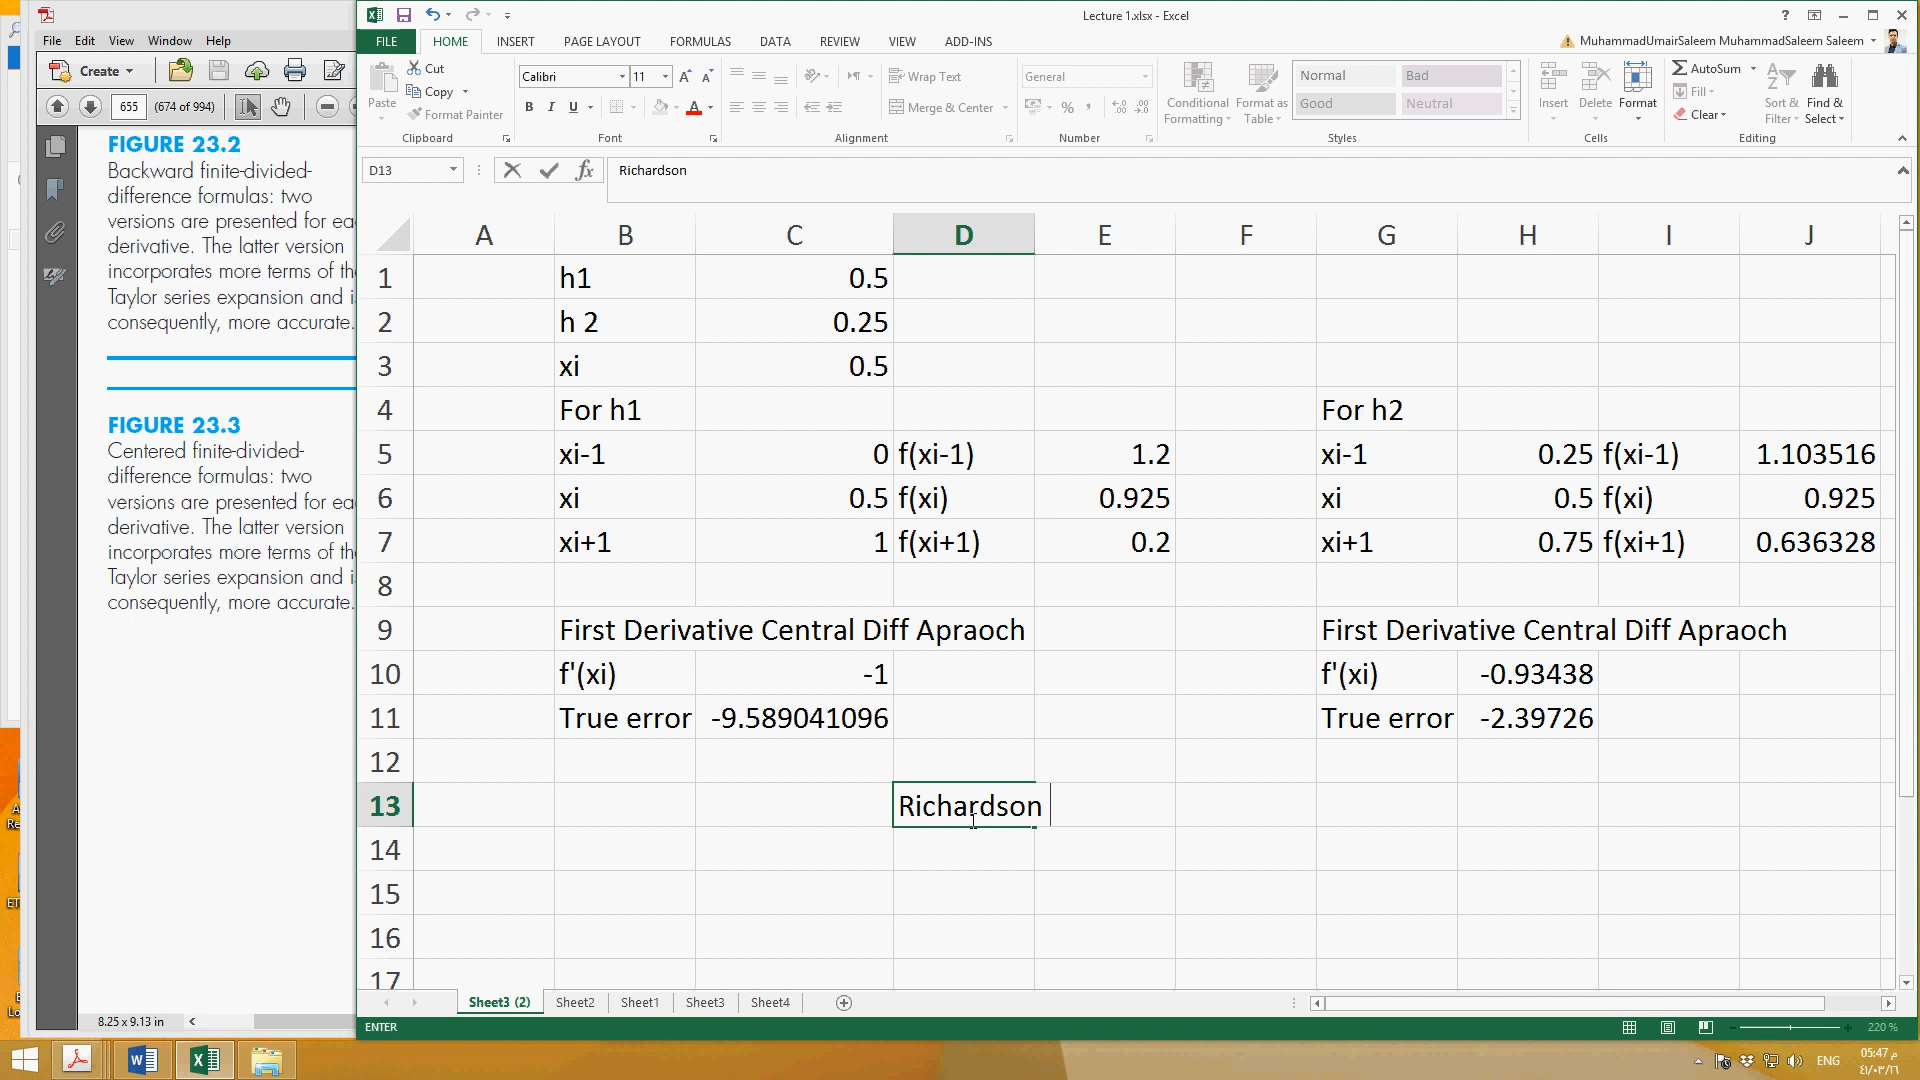 Lecture 1.xlsx - Excel
File Edit View Window Help
FILE HOME INSERT PAGE LAYOUT FORMULAS DATA REVIEW VIEW ADD-INS
MuhammadUmairSaleem MuhammadSaleem Saleem
Create
655 (674 of 994)
Paste
Cut
Copy
Format Painter
Clipboard
Calibri 11
B I U
Font
Wrap Text
Merge & Center
Alignment
General
Number
Conditional Formatting
Format as Table
Normal Bad
Good Neutral
Styles
Insert Delete Format
Cells
AutoSum
Fill
Clear
Sort & Filter
Find & Select
Editing
D13 fx Richardson
FIGURE 23.2
Backward finite-divided-
difference formulas: two
versions are presented for ea
derivative. The latter version
incorporates more terms of th
Taylor series expansion and i
consequently, more accurate.
FIGURE 23.3
Centered finite-divided-
difference formulas: two
versions are presented for ea
derivative. The latter version
incorporates more terms of th
Taylor series expansion and i
consequently, more accurate.
8.25 x 9.13 in
A B C D E F G H I J
1 h1 0.5
2 h 2 0.25
3 xi 0.5
4 For h1 For h2
5 xi-1 0 f(xi-1) 1.2 xi-1 0.25 f(xi-1) 1.103516
6 xi 0.5 f(xi) 0.925 xi 0.5 f(xi) 0.925
7 xi+1 1 f(xi+1) 0.2 xi+1 0.75 f(xi+1) 0.636328
8
9 First Derivative Central Diff Apraoch First Derivative Central Diff Apraoch
10 f'(xi) -1 f'(xi) -0.93438
11 True error -9.589041096 True error -2.39726
12
13 Richardson
14
15
16
17
Sheet3 (2) Sheet2 Sheet1 Sheet3 Sheet4
ENTER 220 %
ENG 05:47 م
٤١/٠٣/٢٦